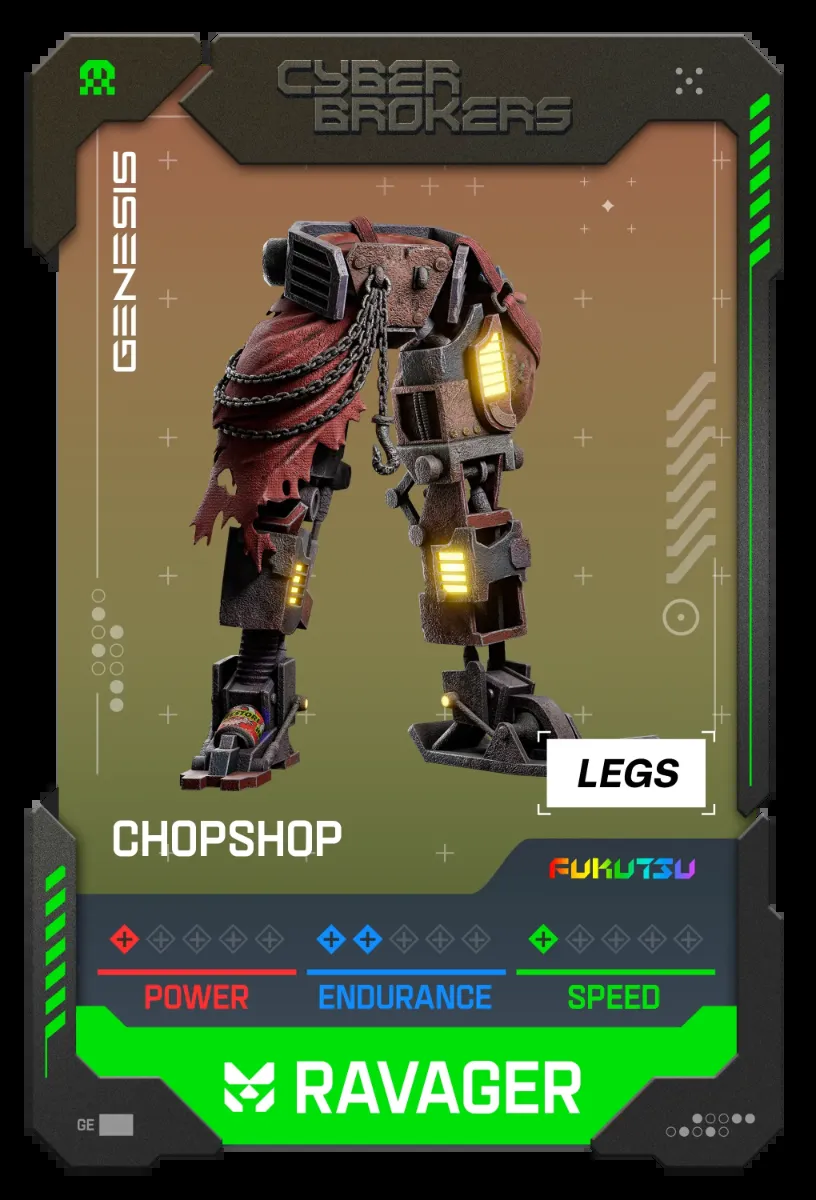 CYBER
BROKERS
GENESIS
LEGS
CHOPSHOP
FUKUTSU
POWER
ENDURANCE
SPEED
RAVAGER
GE